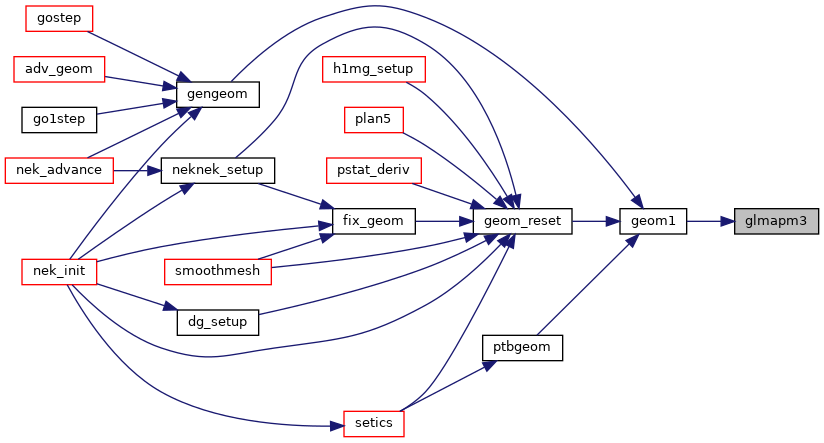 gostep
adv_geom
go1step
nek_advance
gengeom
neknek_setup
h1mg_setup
plan5
pstat_deriv
fix_geom
geom_reset
geom1
glmapm3
nek_init
smoothmesh
dg_setup
ptbgeom
setics